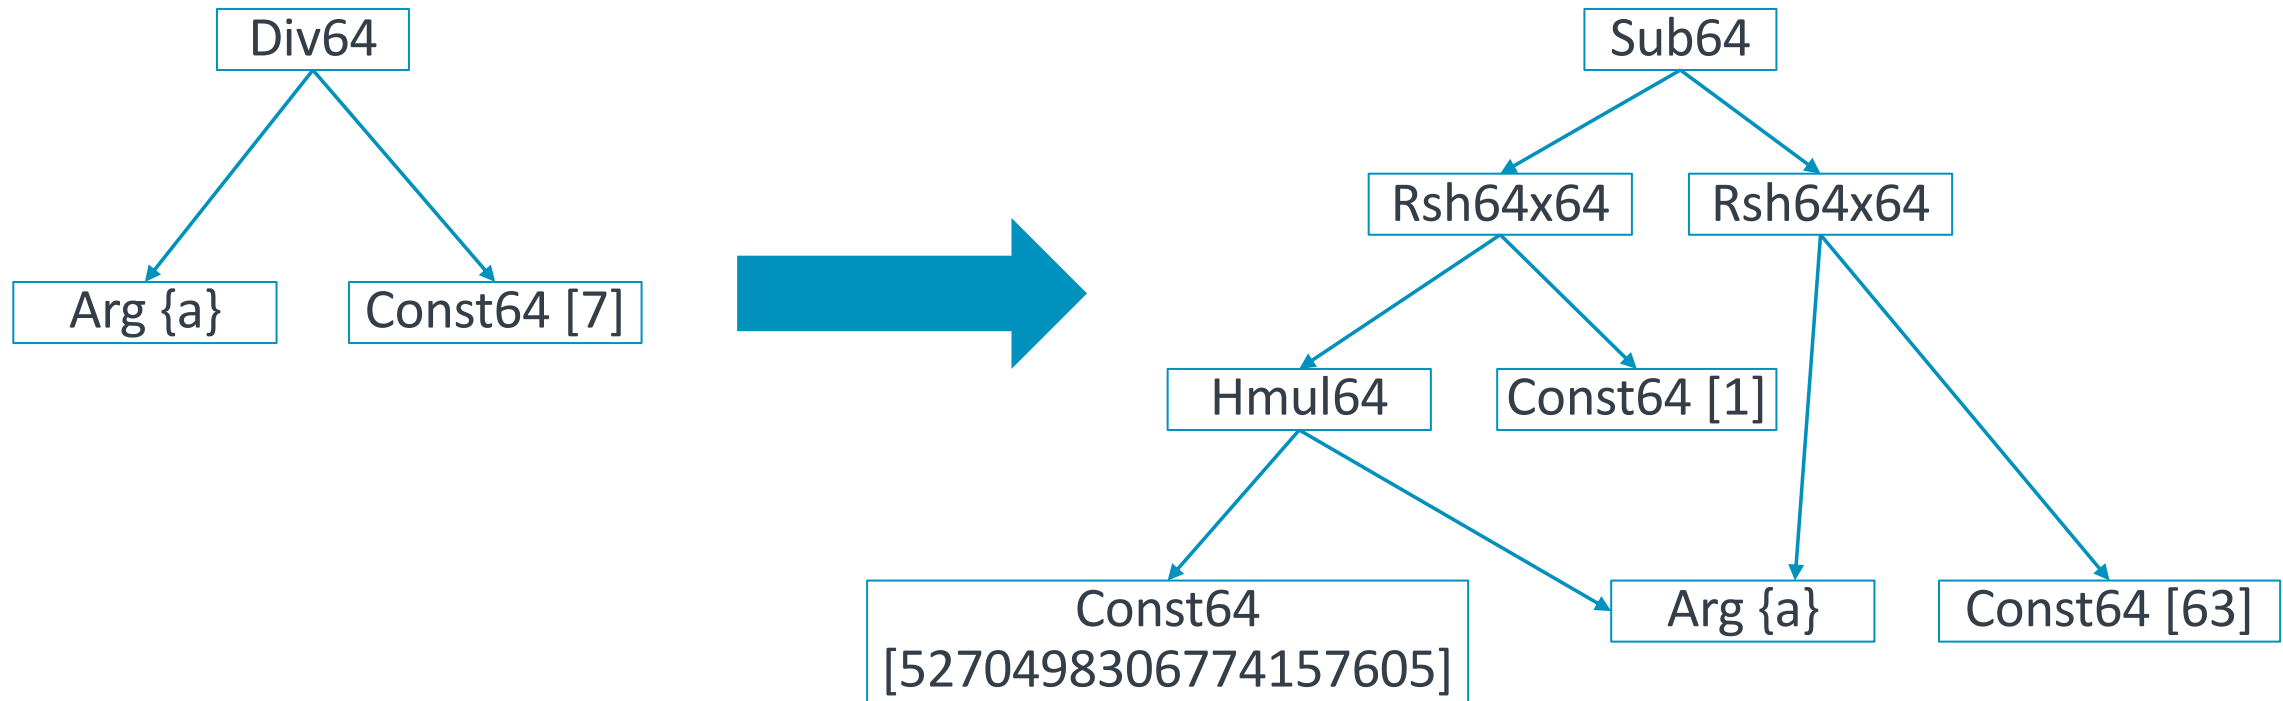 Div64
Sub64
Rsh64x64
Rsh64x64
Arg {a}
Const64 [7]
Hmul64
Const64 [1]
Const64
[5270498306774157605]
Arg {a}
Const64 [63]